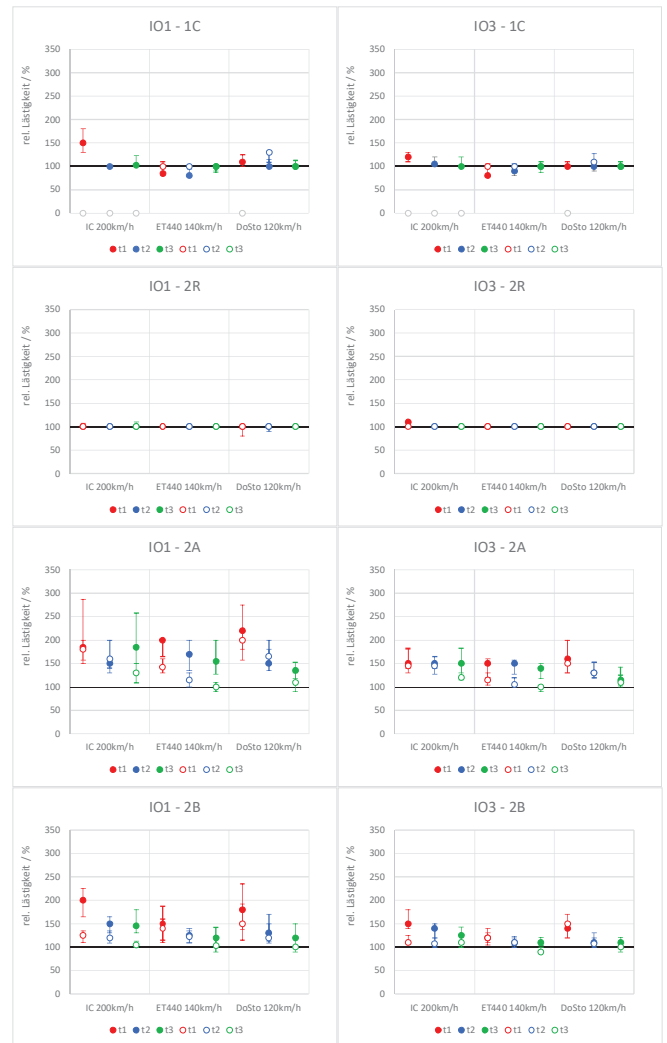 IO1 - 1C
rel. Lästigkeit / %
350
300
250
200
150
100
50
0
IC 200km/h ET440 140km/h DoSto 120km/h
t1 t2 t3 t1 t2 t3
IO3 - 1C
rel. Lästigkeit / %
350
300
250
200
150
100
50
0
IC 200km/h ET440 140km/h DoSto 120km/h
t1 t2 t3 t1 t2 t3
IO1 - 2R
rel. Lästigkeit / %
350
300
250
200
150
100
50
0
IC 200km/h ET440 140km/h DoSto 120km/h
t1 t2 t3 t1 t2 t3
IO3 - 2R
rel. Lästigkeit / %
350
300
250
200
150
100
50
0
IC 200km/h ET440 140km/h DoSto 120km/h
t1 t2 t3 t1 t2 t3
IO1 - 2A
rel. Lästigkeit / %
350
300
250
200
150
100
50
0
IC 200km/h ET440 140km/h DoSto 120km/h
t1 t2 t3 t1 t2 t3
IO3 - 2A
rel. Lästigkeit / %
350
300
250
200
150
100
50
0
IC 200km/h ET440 140km/h DoSto 120km/h
t1 t2 t3 t1 t2 t3
IO1 - 2B
rel. Lästigkeit / %
350
300
250
200
150
100
50
0
IC 200km/h ET440 140km/h DoSto 120km/h
t1 t2 t3 t1 t2 t3
IO3 - 2B
rel. Lästigkeit / %
350
300
250
200
150
100
50
0
IC 200km/h ET440 140km/h DoSto 120km/h
t1 t2 t3 t1 t2 t3